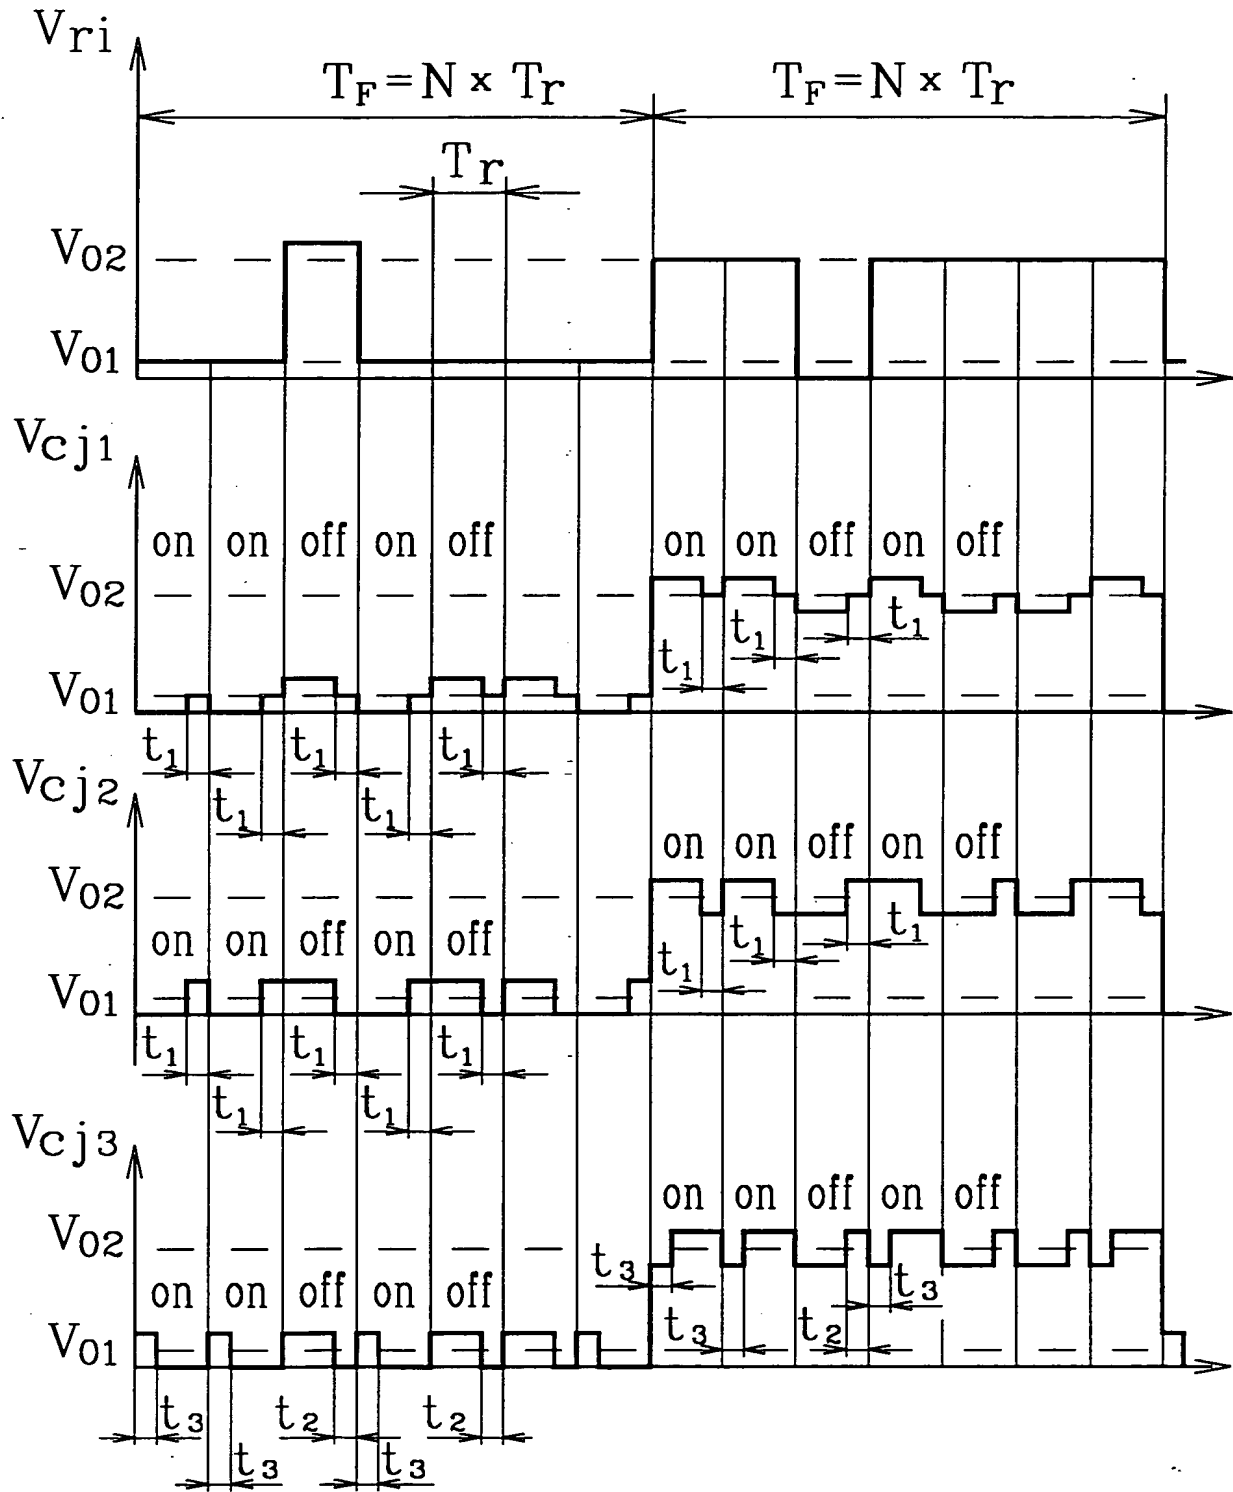 Vri
TF=N x Tr TF=N x Tr
Tr
V02
V01
Vcj1
on on off on off on on off on off
V02
t1 t1 t1
V01
t1 t1 t1
t1 t1
Vcj2
on on off on off
V02
on on off on off t1 t1 t1
V01
t1 t1 t1
t1 t1
Vcj3
on on off on off
V02
on on off on off t3 t3
V01 t3 t2
t3 t2 t2
t3 t3